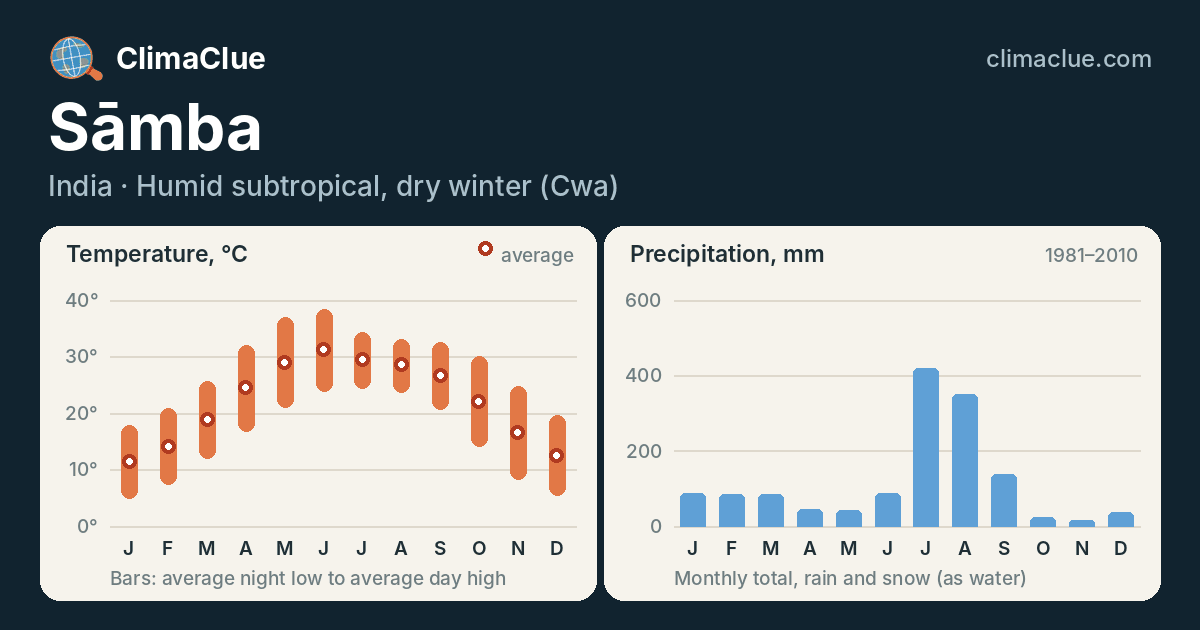 ClimaClue
climaclue.com
Sāmba
India · Humid subtropical, dry winter (Cwa)
Temperature, °C
average
40°
30°
20°
10°
0°
J F M A M J J A S O N D
Bars: average night low to average day high
Precipitation, mm
1981–2010
600
400
200
0
J F M A M J J A S O N D
Monthly total, rain and snow (as water)